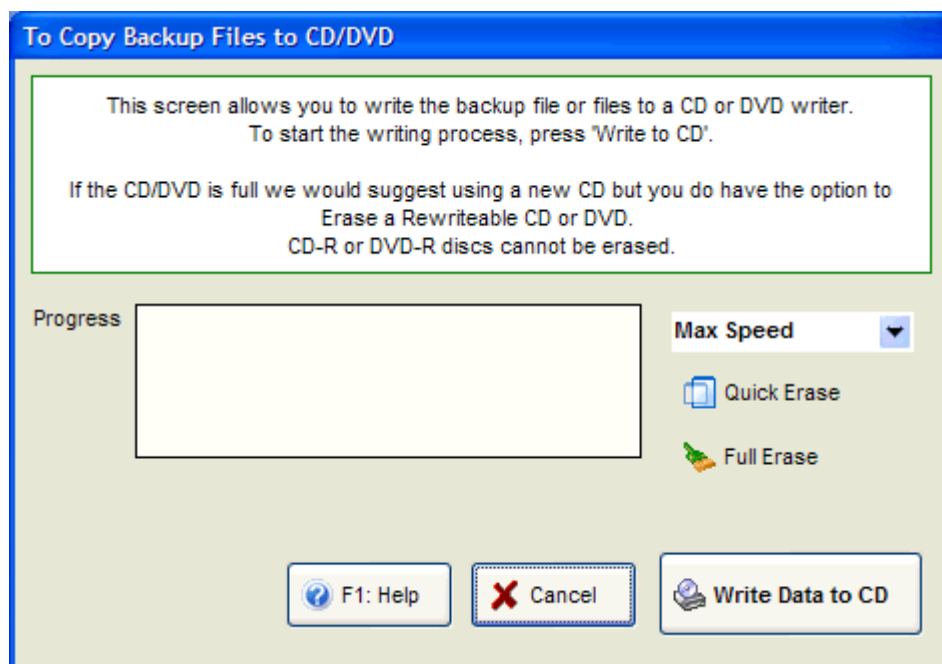 To Copy Backup Files to CD/DVD
This screen allows you to write the backup file or files to a CD or DVD writer.
To start the writing process, press 'Write to CD'.
If the CD/DVD is full we would suggest using a new CD but you do have the option to
Erase a Rewriteable CD or DVD.
CD-R or DVD-R discs cannot be erased.
Progress
Max Speed
Quick Erase
Full Erase
F1: Help
Cancel
Write Data to CD